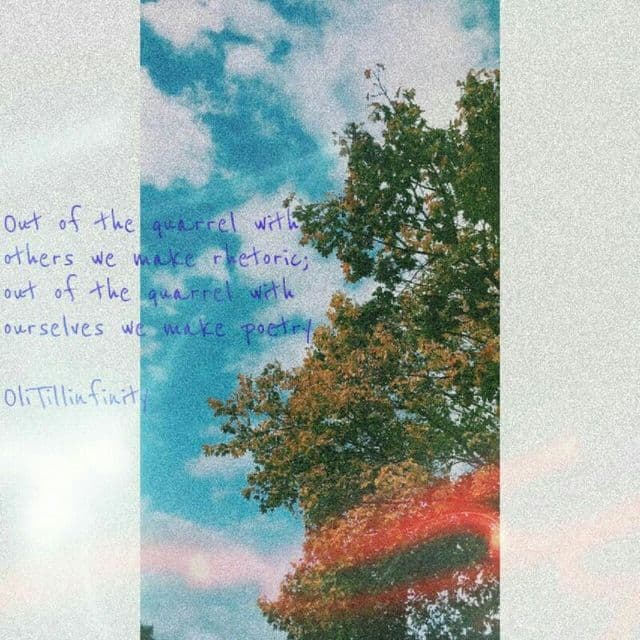 Out of the quarrel with
others we make rhetoric;
out of the quarrel with
ourselves we make poetry
OliTillinfinity